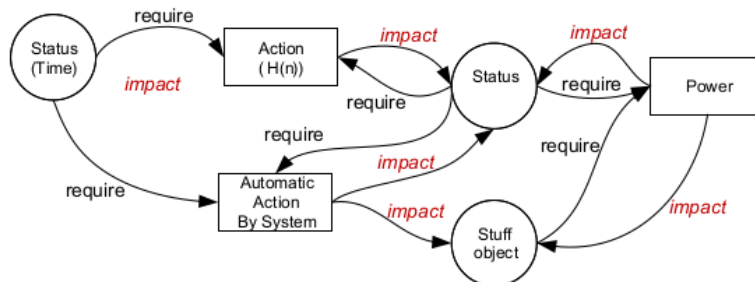 require
Status
(Time)
Action
( H(n))
impact
impact
require
Status
impact
require
Power
require
require
Automatic
Action
By System
impact
impact
require
Stuff
object
impact